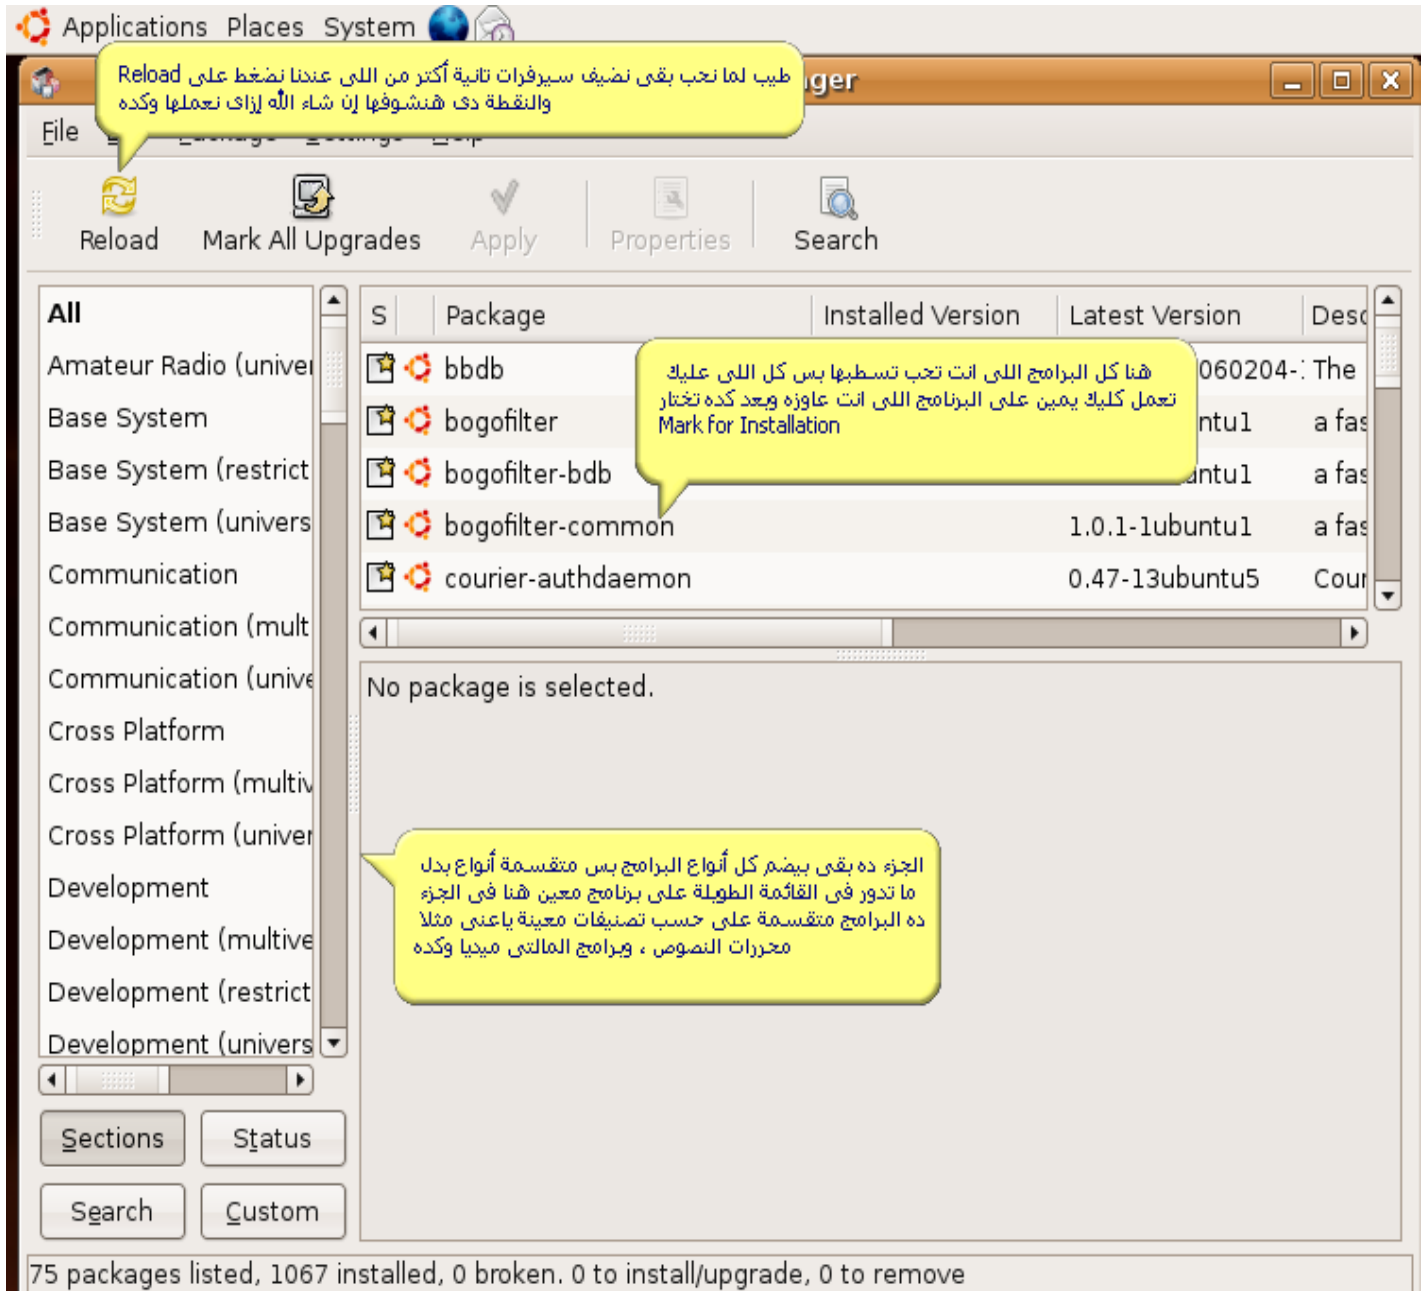 Applications Places System
طيب لما نحب بقى نضيف سيرفرات تانية أكتر من اللى عندنا نضغط على Reload
والنقطة دى هنشوفها إن شاء الله إزاى نعملها وكده
ager
File
Reload Mark All Upgrades Apply Properties Search
All
Amateur Radio (univer
Base System
Base System (restrict
Base System (univers
Communication
Communication (mult
Communication (unive
Cross Platform
Cross Platform (multiv
Cross Platform (univer
Development
Development (multive
Development (restrict
Development (univers
Sections Status
Search Custom
S Package Installed Version Latest Version Desc
bbdb 060204- The
bogofilter ntu1 a fas
bogofilter-bdb ntu1 a fas
bogofilter-common 1.0.1-1ubuntu1 a fas
courier-authdaemon 0.47-13ubuntu5 Cour
هنا كل البرامج اللى انت تحب تسطبها بس كل اللى عليك
تعمل كليك يمين على البرنامج اللى انت عاوزه وبعد كده تختار
Mark for Installation
No package is selected.
الجزء ده بقى بيضم كل أنواع البرامج بس متقسمة أنواع بدل
ما تدور فى القائمة الطويلة على برنامج معين هنا فى الجزء
ده البرامج متقسمة على حسب تصنيفات معينة ياعنى مثلا
محررات النصوص ، وبرامج المالتى ميديا وكده
75 packages listed, 1067 installed, 0 broken. 0 to install/upgrade, 0 to remove